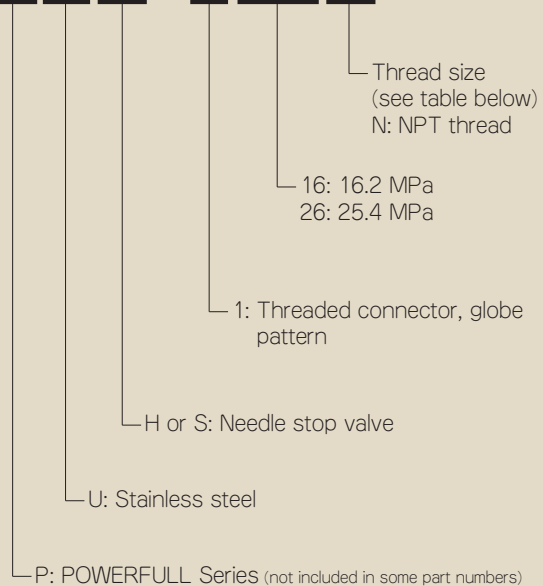 Thread size
(see table below)
N: NPT thread
16: 16.2 MPa
26: 25.4 MPa
1: Threaded connector, globe
pattern
H or S: Needle stop valve
U: Stainless steel
P: POWERFULL Series (not included in some part numbers)